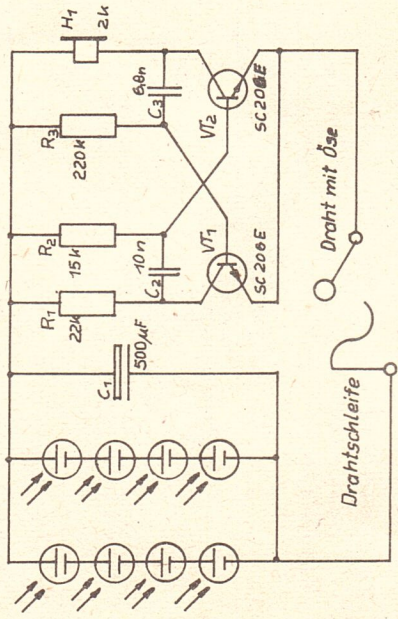 H1
2k
R3
220k
6,8n
C3
VT2
SC206E
R2
15k
10n
C2
VT1
SC206E
R1
22k
C1
500µF
Draht mit Öse
Drahtschleife